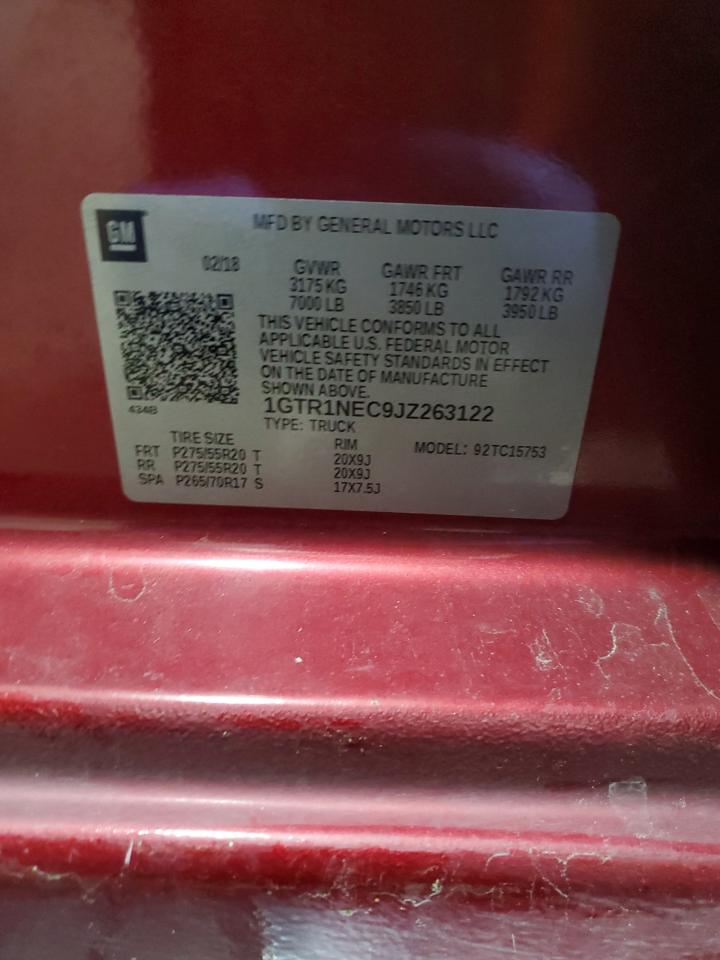 GM
MFD BY GENERAL MOTORS LLC
02/18 GVWR GAWR FRT GAWR RR
3175 KG 1746 KG 1792 KG
7000 LB 3850 LB 3950 LB
THIS VEHICLE CONFORMS TO ALL
APPLICABLE U.S. FEDERAL MOTOR
VEHICLE SAFETY STANDARDS IN EFFECT
ON THE DATE OF MANUFACTURE
SHOWN ABOVE.
434B
1GTR1NEC9JZ263122
TYPE: TRUCK
TIRE SIZE RIM MODEL: 92TC15753
FRT P275/55R20 T 20X9J
RR P275/55R20 T 20X9J
SPA P265/70R17 S 17X7.5J